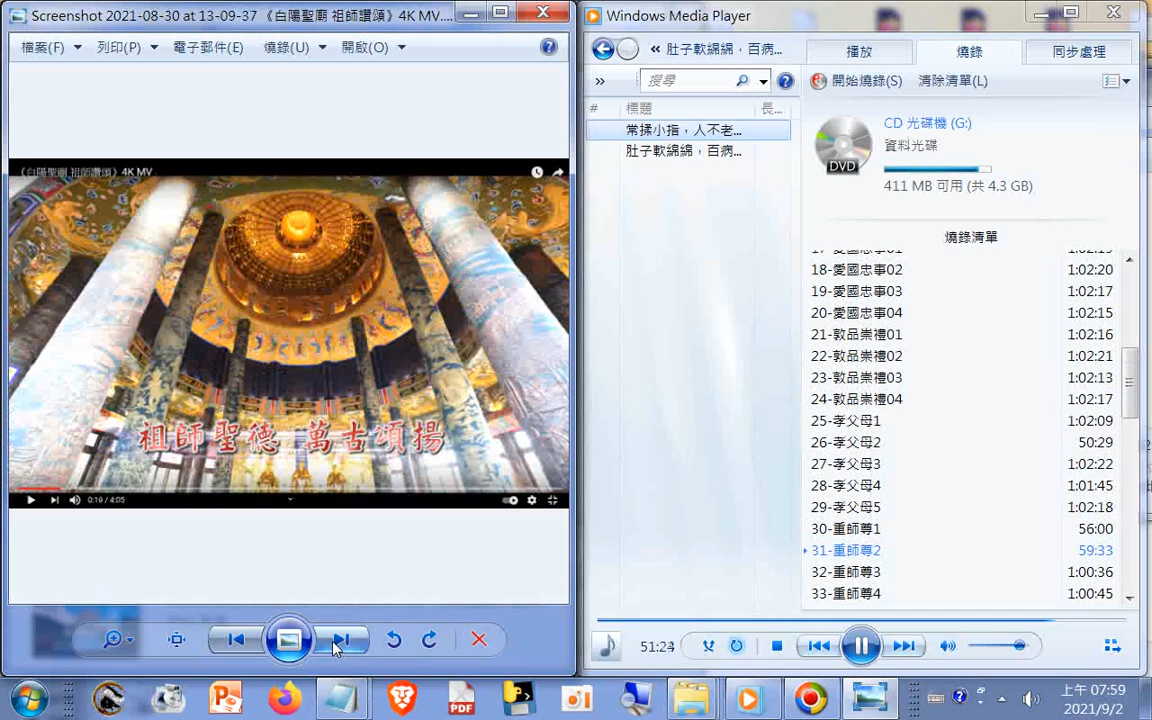 Screenshot 2021-08-30 at 13-09-37 《白陽聖廟 祖師讚頌》4K MV....
檔案(F) 列印(P) 電子郵件(E) 燒錄(U) 開啟(O)
《白陽聖廟 祖師讚頌》4K MV
祖師聖德 萬古頌揚
0:19 / 4:05
Windows Media Player
« 肚子軟綿綿，百病...
播放 燒錄 同步處理
» 搜尋
開始燒錄(S) 清除清單(L)
# 標題 長...
常揉小指，人不老...
肚子軟綿綿，百病...
CD 光碟機 (G:)
資料光碟
DVD
411 MB 可用 (共 4.3 GB)
燒錄清單
18-愛國忠事02 1:02:20
19-愛國忠事03 1:02:17
20-愛國忠事04 1:02:15
21-敦品崇禮01 1:02:16
22-敦品崇禮02 1:02:21
23-敦品崇禮03 1:02:13
24-敦品崇禮04 1:02:17
25-孝父母1 1:02:09
26-孝父母2 50:29
27-孝父母3 1:02:22
28-孝父母4 1:01:45
29-孝父母5 1:02:18
30-重師尊1 56:00
31-重師尊2 59:33
32-重師尊3 1:00:36
33-重師尊4 1:00:45
51:24
PDF
上午 07:59
2021/9/2